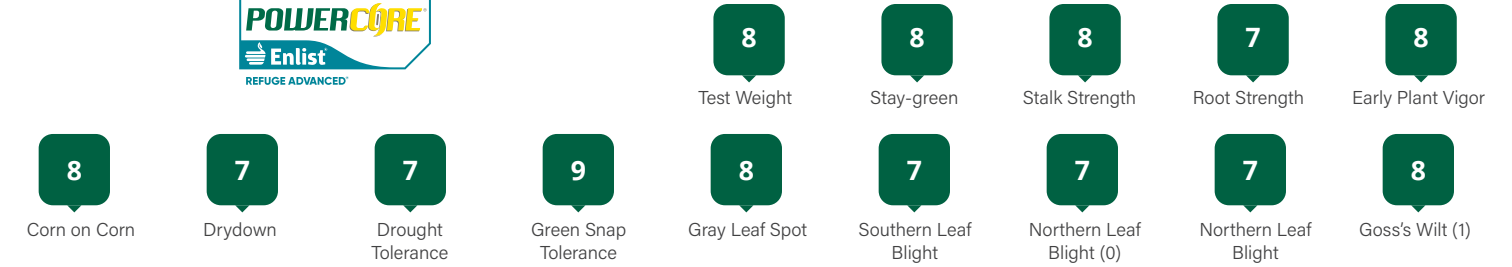 POWERCORE®
Enlist®
REFUGE ADVANCED®
8
Test Weight
8
Stay-green
8
Stalk Strength
7
Root Strength
8
Early Plant Vigor
8
Corn on Corn
7
Drydown
7
Drought
Tolerance
9
Green Snap
Tolerance
8
Gray Leaf Spot
7
Southern Leaf
Blight
7
Northern Leaf
Blight (0)
7
Northern Leaf
Blight
8
Goss’s Wilt (1)